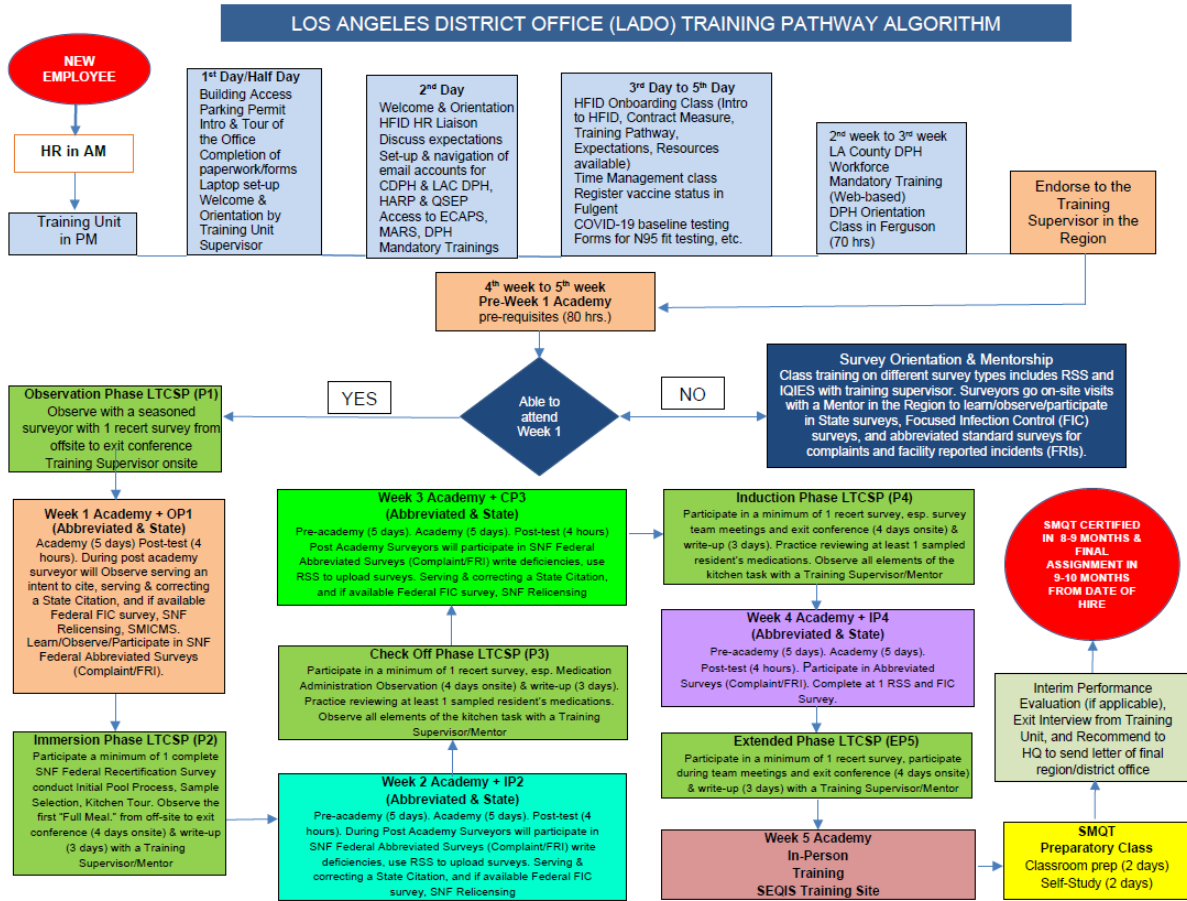 LOS ANGELES DISTRICT OFFICE (LADO) TRAINING PATHWAY ALGORITHM
NEW
EMPLOYEE
HR in AM
Training Unit
in PM
1st Day/Half Day
Building Access
Parking Permit
Intro & Tour of
the Office
Completion of
paperwork/forms
Laptop set-up
Welcome &
Orientation by
Training Unit
Supervisor
2nd Day
Welcome & Orientation
HFID HR Liaison
Discuss expectations
Set-up & navigation of
email accounts for
CDPH & LAC DPH,
HARP & QSEP
Access to ECAPS,
MARS, DPH
Mandatory Trainings
3rd Day to 5th Day
HFID Onboarding Class (Intro
to HFID, Contract Measure,
Training Pathway,
Expectations, Resources
available)
Time Management class
Register vaccine status in
Fulgent
COVID-19 baseline testing
Forms for N95 fit testing, etc.
2nd week to 3rd week
LA County DPH
Workforce
Mandatory Training
(Web-based)
DPH Orientation
Class in Ferguson
(70 hrs)
Endorse to the
Training
Supervisor in the
Region
4th week to 5th week
Pre-Week 1 Academy
pre-requisites (80 hrs.)
Able to
attend
Week 1
YES
NO
Survey Orientation & Mentorship
Class training on different survey types includes RSS and
IQIES with training supervisor. Surveyors go on-site visits
with a Mentor in the Region to learn/observe/participate
in State surveys, Focused Infection Control (FIC)
surveys, and abbreviated standard surveys for
complaints and facility reported incidents (FRIs).
Observation Phase LTCSP (P1)
Observe with a seasoned
surveyor with 1 recert survey from
offsite to exit conference
Training Supervisor onsite
Week 1 Academy + OP1
(Abbreviated & State)
Academy (5 days) Post-test (4
hours). During post academy
surveyor will Observe serving an
intent to cite, serving & correcting
a State Citation, and if available
Federal FIC survey, SNF
Relicensing, SMICMS.
Learn/Observe/Participate in SNF
Federal Abbreviated Surveys
(Complaint/FRI).
Immersion Phase LTCSP (P2)
Participate a minimum of 1 complete
SNF Federal Recertification Survey
conduct Initial Pool Process, Sample
Selection, Kitchen Tour. Observe the
first "Full Meal." from off-site to exit
conference (4 days onsite) & write-up
(3 days) with a Training
Supervisor/Mentor
Week 3 Academy + CP3
(Abbreviated & State)
Pre-academy (5 days). Academy (5 days). Post-test (4 hours)
Post Academy Surveyors will participate in SNF Federal
Abbreviated Surveys (Complaint/FRI) write deficiencies, use
RSS to upload surveys. Serving & correcting a State Citation,
and if available Federal FIC survey, SNF Relicensing
Check Off Phase LTCSP (P3)
Participate in a minimum of 1 recert survey, esp. Medication
Administration Observation (4 days onsite) & write-up (3 days).
Practice reviewing at least 1 sampled resident's medications.
Observe all elements of the kitchen task with a Training
Supervisor/Mentor
Week 2 Academy + IP2
(Abbreviated & State)
Pre-academy (5 days). Academy (5 days). Post-test (4
hours). During Post Academy Surveyors will participate in
SNF Federal Abbreviated Surveys (Complaint/FRI) write
deficiencies, use RSS to upload surveys. Serving &
correcting a State Citation, and if available Federal FIC
survey, SNF Relicensing
Induction Phase LTCSP (P4)
Participate in a minimum of 1 recert survey, esp. survey
team meetings and exit conference (4 days onsite) &
write-up (3 days). Practice reviewing at least 1 sampled
resident's medications. Observe all elements of the
kitchen task with a Training Supervisor/Mentor
Week 4 Academy + IP4
(Abbreviated & State)
Pre-academy (5 days). Academy (5 days).
Post-test (4 hours). Participate in Abbreviated
Surveys (Complaint/FRI). Complete at 1 RSS and FIC
Survey.
Extended Phase LTCSP (EP5)
Participate in a minimum of 1 recert survey, participate
during team meetings and exit conference (4 days onsite)
& write-up (3 days) with a Training Supervisor/Mentor
Week 5 Academy
In-Person
Training
SEQIS Training Site
SMQT
Preparatory Class
Classroom prep (2 days)
Self-Study (2 days)
Interim Performance
Evaluation (if applicable),
Exit Interview from Training
Unit, and Recommend to
HQ to send letter of final
region/district office
SMQT CERTIFIED
IN 8-9 MONTHS &
FINAL
ASSIGNMENT IN
9-10 MONTHS
FROM DATE OF
HIRE